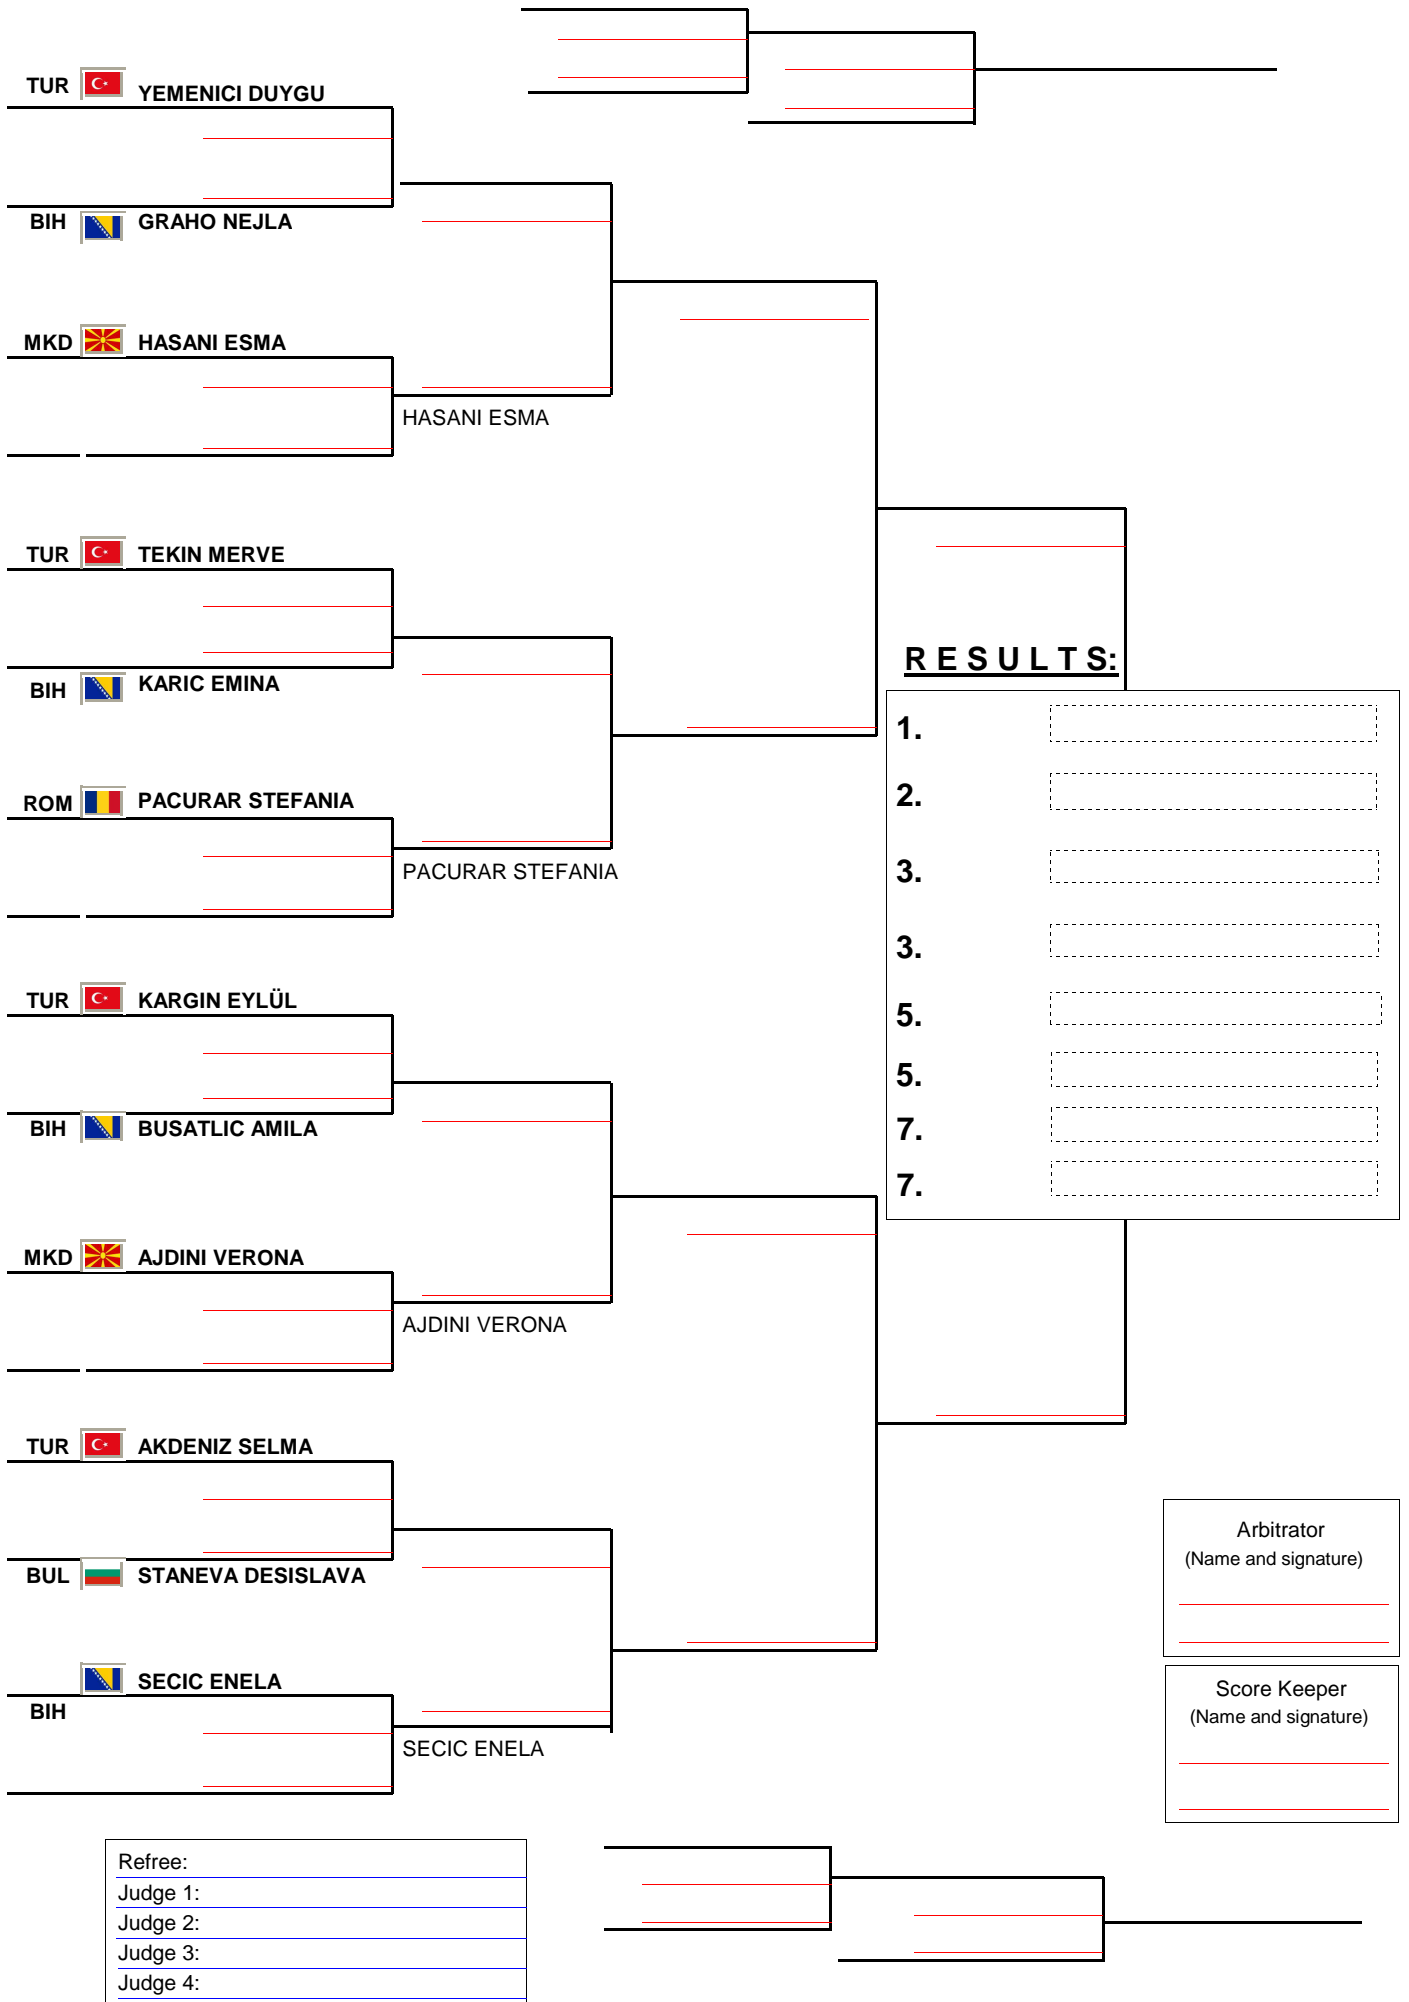 TUR YEMENICI DUYGU
BIH GRAHO NEJLA
MKD HASANI ESMA
HASANI ESMA
TUR TEKIN MERVE
R E S U L T S:
BIH KARIC EMINA
1.
2.
ROM PACURAR STEFANIA
PACURAR STEFANIA
3.
3.
TUR KARGIN EYLÜL
5.
5.
BIH BUSATLIC AMILA
7.
7.
MKD AJDINI VERONA
AJDINI VERONA
TUR AKDENIZ SELMA
BUL STANEVA DESISLAVA
Arbitrator
(Name and signature)
SECIC ENELA
BIH
SECIC ENELA
Score Keeper
(Name and signature)
Refree:
Judge 1:
Judge 2:
Judge 3:
Judge 4: